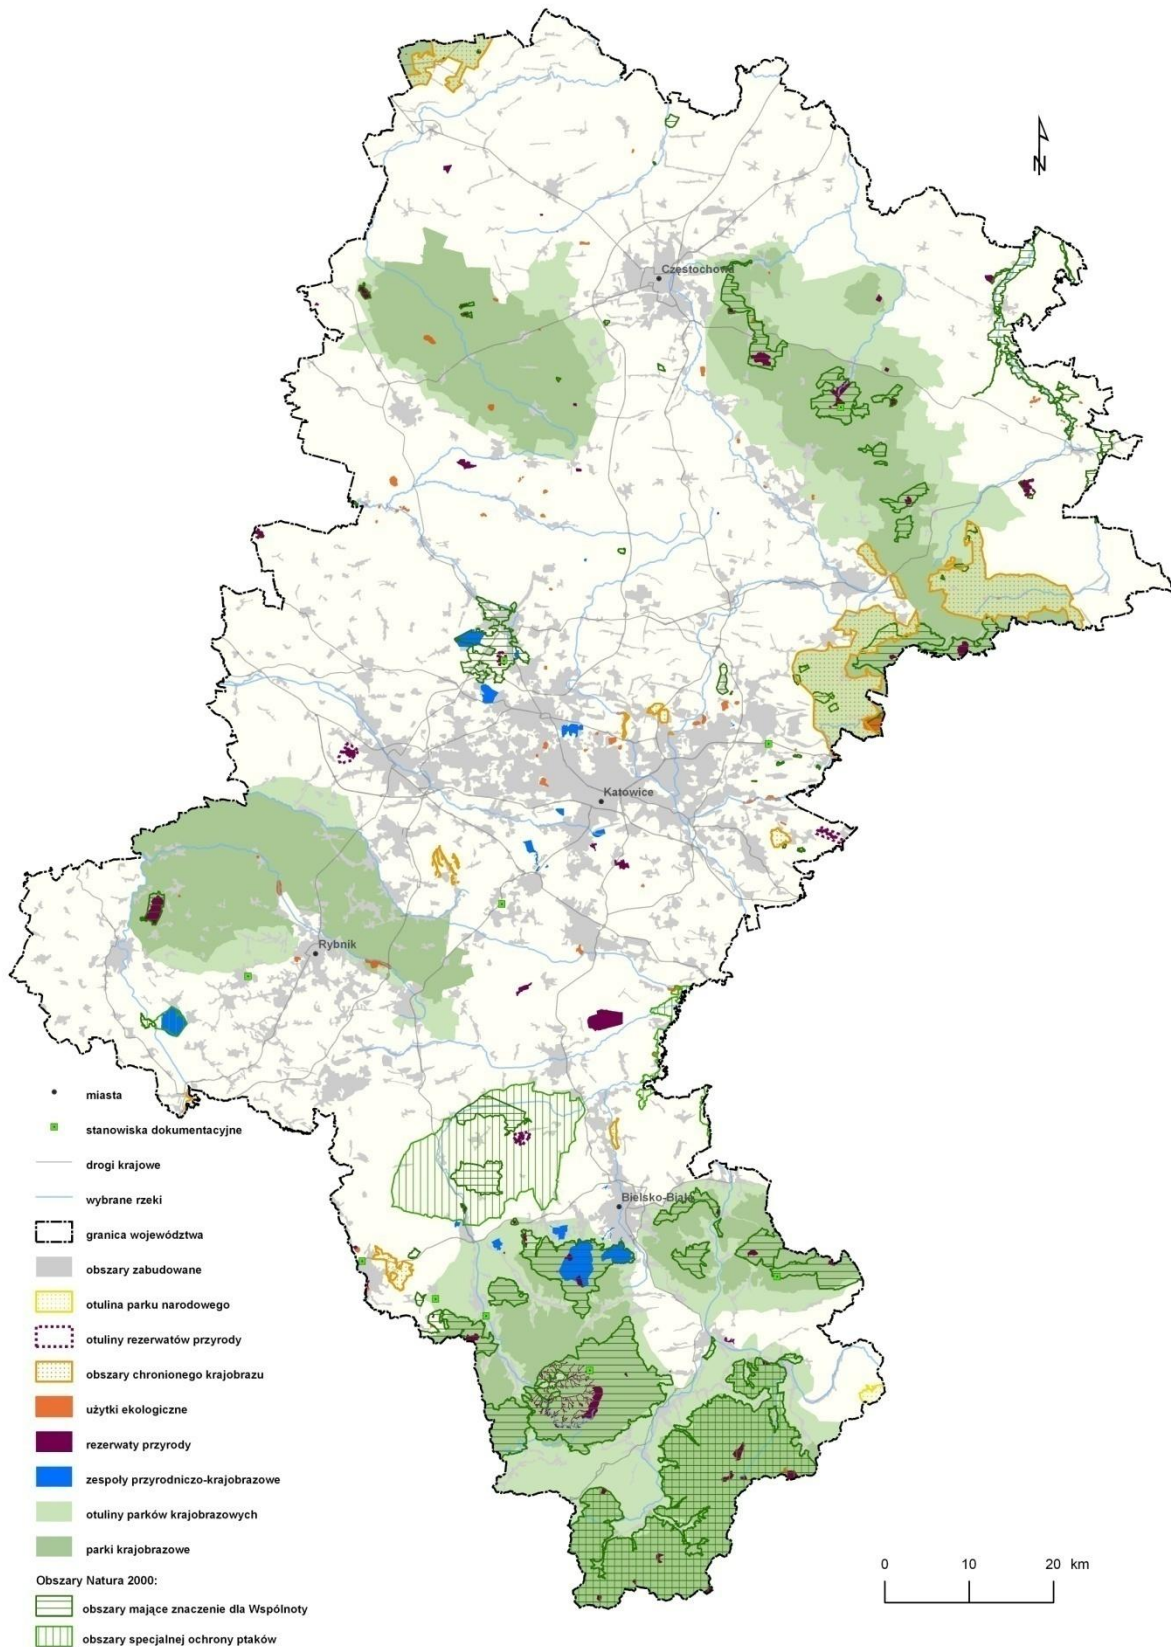 N
Częstochowa
Katowice
Rybnik
Bielsko-Biała
miasta
stanowiska dokumentacyjne
drogi krajowe
wybrane rzeki
granica województwa
obszary zabudowane
otulina parku narodowego
otuliny rezerwatów przyrody
obszary chronionego krajobrazu
użytki ekologiczne
rezerwaty przyrody
zespoły przyrodniczo-krajobrazowe
otuliny parków krajobrazowych
parki krajobrazowe
Obszary Natura 2000:
obszary mające znaczenie dla Wspólnoty
obszary specjalnej ochrony ptaków
0 10 20 km